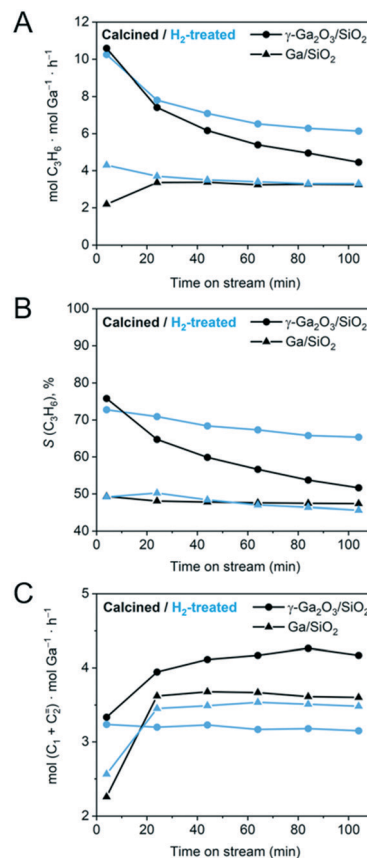 A
Calcined / H₂-treated
γ-Ga₂O₃/SiO₂
Ga/SiO₂
mol C₃H₆ · mol Ga⁻¹ · h⁻¹
12
10
8
6
4
2
0
0 20 40 60 80 100
Time on stream (min)
B
Calcined / H₂-treated
γ-Ga₂O₃/SiO₂
Ga/SiO₂
S (C₃H₆), %
100
90
80
70
60
50
40
0 20 40 60 80 100
Time on stream (min)
C
Calcined / H₂-treated
γ-Ga₂O₃/SiO₂
Ga/SiO₂
mol (C₁ + C₂⁼) · mol Ga⁻¹ · h⁻¹
5
4
3
2
0 20 40 60 80 100
Time on stream (min)